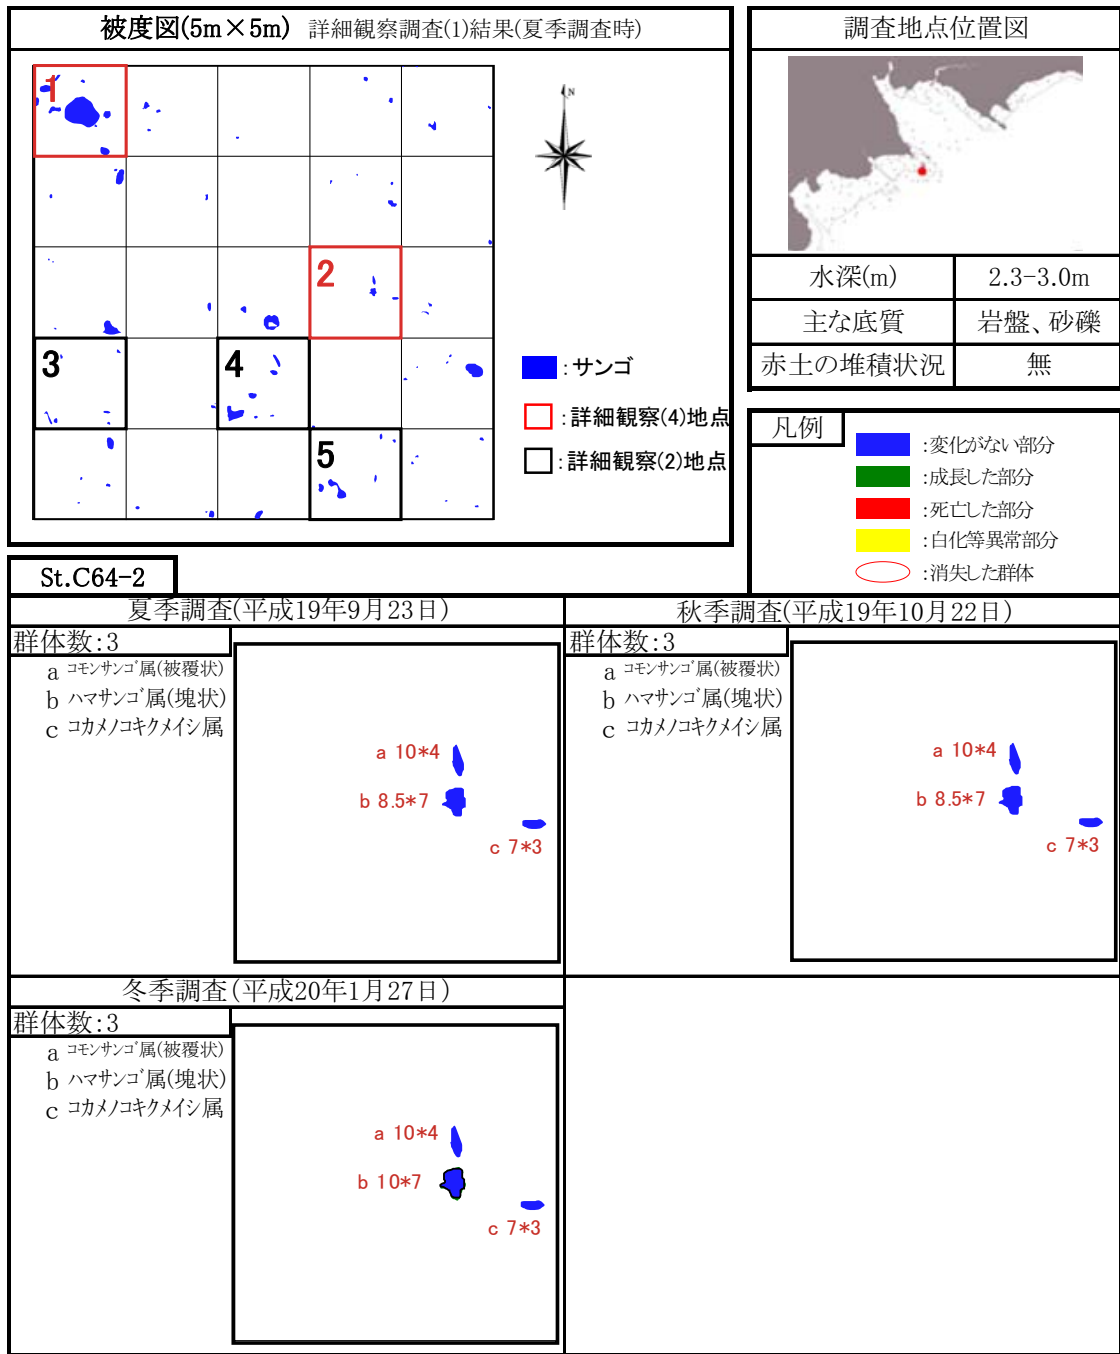 被度図(5m×5m) 詳細観察調査(1)結果(夏季調査時)
1
2
3
4
5
N
:サンゴ
:詳細観察(4)地点
:詳細観察(2)地点
調査地点位置図
水深(m) 2.3-3.0m
主な底質 岩盤、砂礫
赤土の堆積状況 無
凡例
:変化がない部分
:成長した部分
:死亡した部分
:白化等異常部分
:消失した群体
St.C64-2
夏季調査(平成19年9月23日)
群体数:3
a コモンサンゴ属(被覆状)
b ハマサンゴ属(塊状)
c コカメノコキクメイシ属
a 10*4
b 8.5*7
c 7*3
秋季調査(平成19年10月22日)
群体数:3
a コモンサンゴ属(被覆状)
b ハマサンゴ属(塊状)
c コカメノコキクメイシ属
a 10*4
b 8.5*7
c 7*3
冬季調査(平成20年1月27日)
群体数:3
a コモンサンゴ属(被覆状)
b ハマサンゴ属(塊状)
c コカメノコキクメイシ属
a 10*4
b 10*7
c 7*3